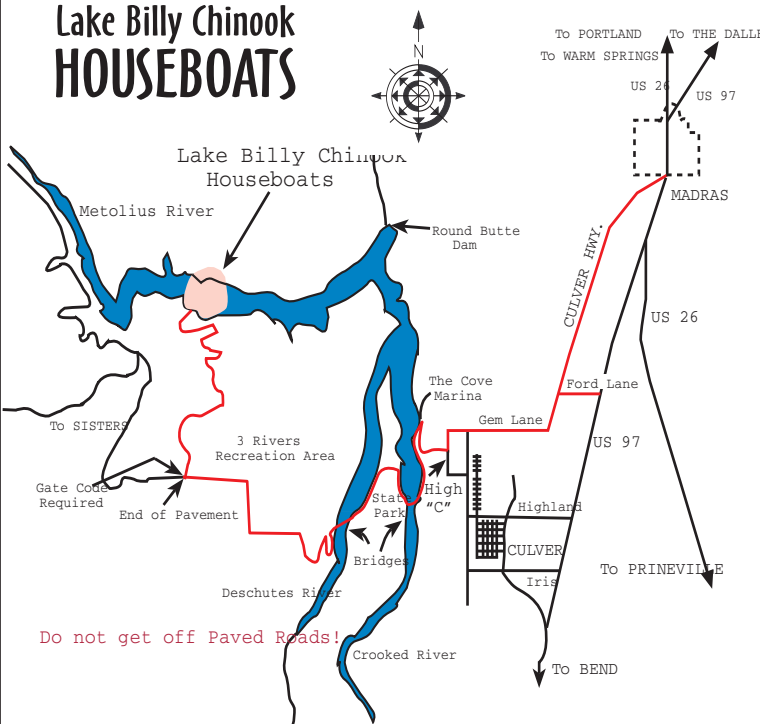 Lake Billy Chinook
HOUSEBOATS
N
To PORTLAND
To THE DALLE
To WARM SPRINGS
US 26
US 97
MADRAS
Lake Billy Chinook
Houseboats
Metolius River
Round Butte
Dam
CULVER HWY.
US 26
The Cove
Marina
Ford Lane
Gem Lane
US 97
To SISTERS
3 Rivers
Recreation Area
Gate Code
Required
End of Pavement
State
Park
High
"C"
Highland
CULVER
Bridges
Iris
To PRINEVILLE
Deschutes River
Do not get off Paved Roads!
Crooked River
To BEND